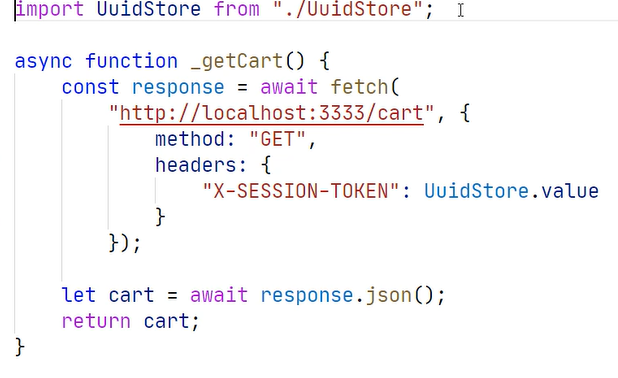 import UuidStore from "./UuidStore";
async function _getCart() {
const response = await fetch(
"http://localhost:3333/cart", {
method: "GET",
headers: {
"X-SESSION-TOKEN": UuidStore.value
}
});
let cart = await response.json();
return cart;
}